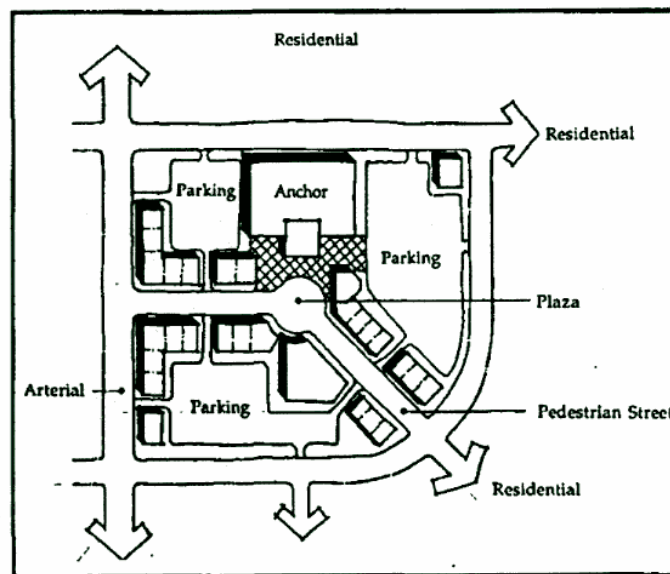 Residential
Residential
Parking
Anchor
Parking
Plaza
Arterial
Parking
Pedestrian Street
Residential